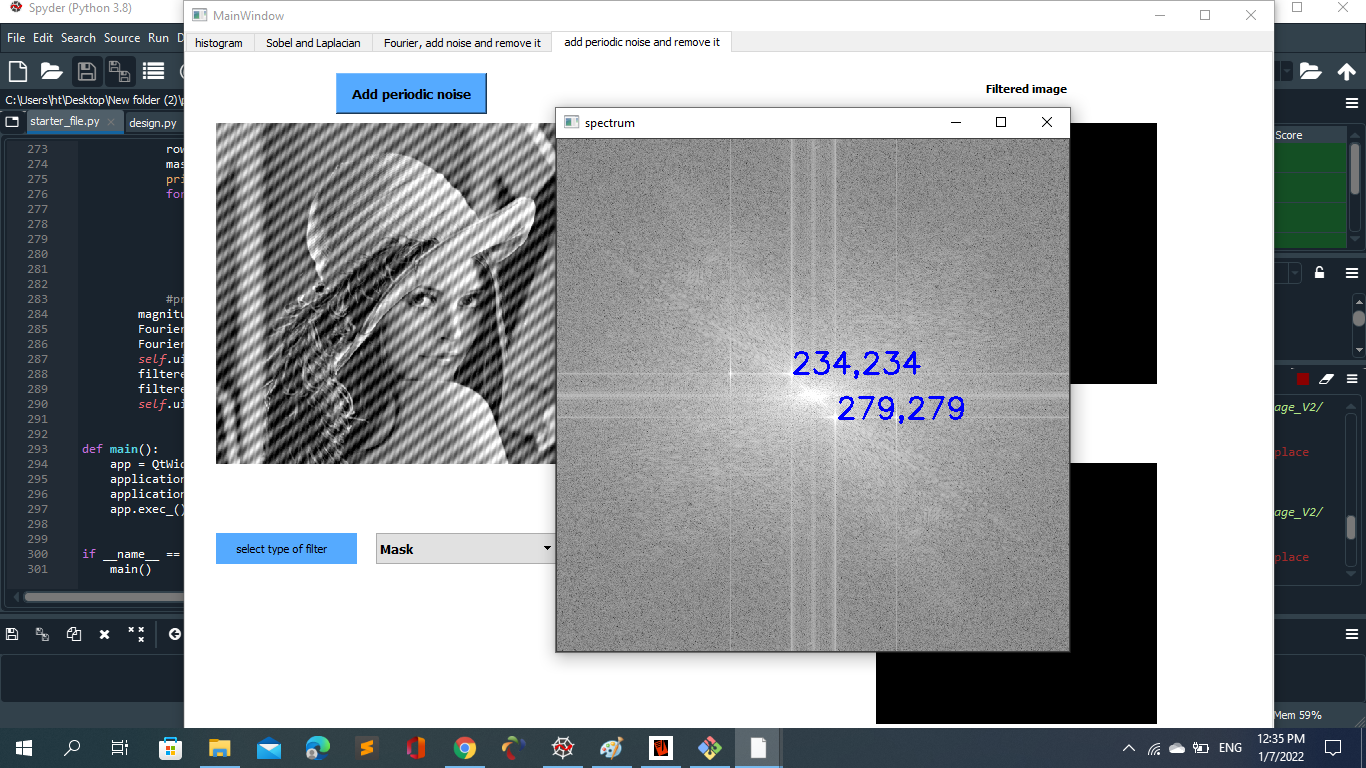 Spyder (Python 3.8)
MainWindow
File Edit Search Source Run
histogram
Sobel and Laplacian
Fourier, add noise and remove it
add periodic noise and remove it
Add periodic noise
Filtered image
C:\Users\ht\Desktop\New folder (2)\
starter_file.py
design.py
spectrum
Score
273 row
274 mas
275 pri
276 for
277
278
279
280
281
282
283 #pr
284 magnitu
285 Fourier
286 Fourier
287 self.ui
288 filtere
289 filtere
290 self.ui
291
292
293 def main():
294 app = QtWid
295 application
296 application
297 app.exec_()
298
299
300 if __name__ ==
301 main()
234,234
279,279
age_V2/
place
age_V2/
place
select type of filter
Mask
Mem 59%
ENG
12:35 PM
1/7/2022